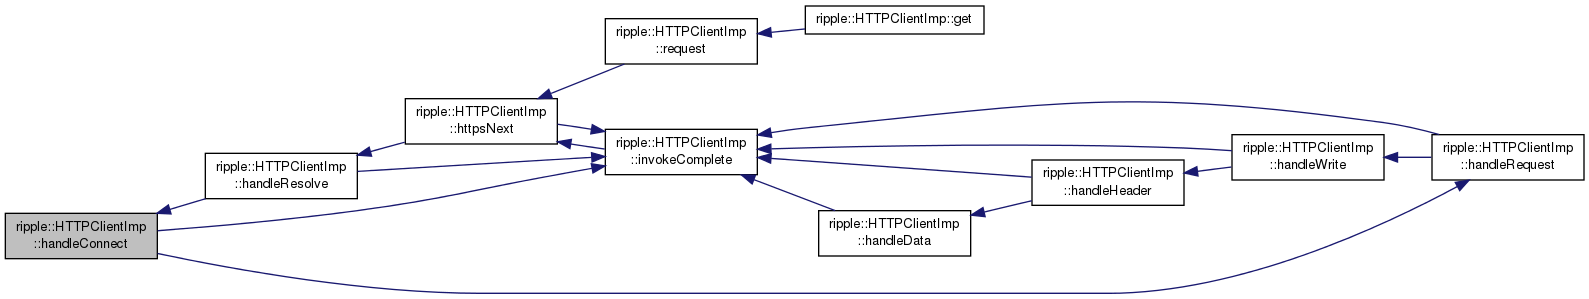 ripple::HTTPClientImp::get
ripple::HTTPClientImp
::request
ripple::HTTPClientImp
::httpsNext
ripple::HTTPClientImp
::invokeComplete
ripple::HTTPClientImp
::handleWrite
ripple::HTTPClientImp
::handleRequest
ripple::HTTPClientImp
::handleResolve
ripple::HTTPClientImp
::handleHeader
ripple::HTTPClientImp
::handleConnect
ripple::HTTPClientImp
::handleData